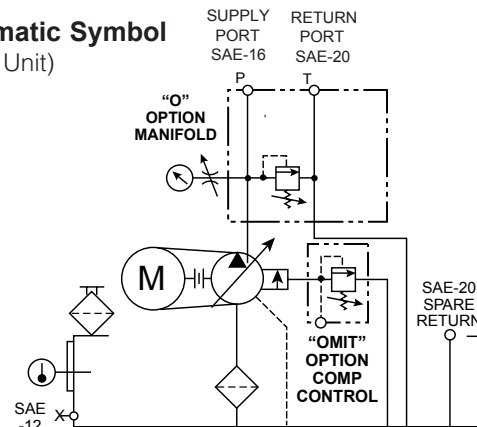 matic Symbol
Unit)
SUPPLY
PORT
SAE-16
RETURN
PORT
SAE-20
P
T
“O”
OPTION
MANIFOLD
M
SAE-20
SPARE
RETURN
“OMIT”
OPTION
COMP
CONTROL
SAE
-12